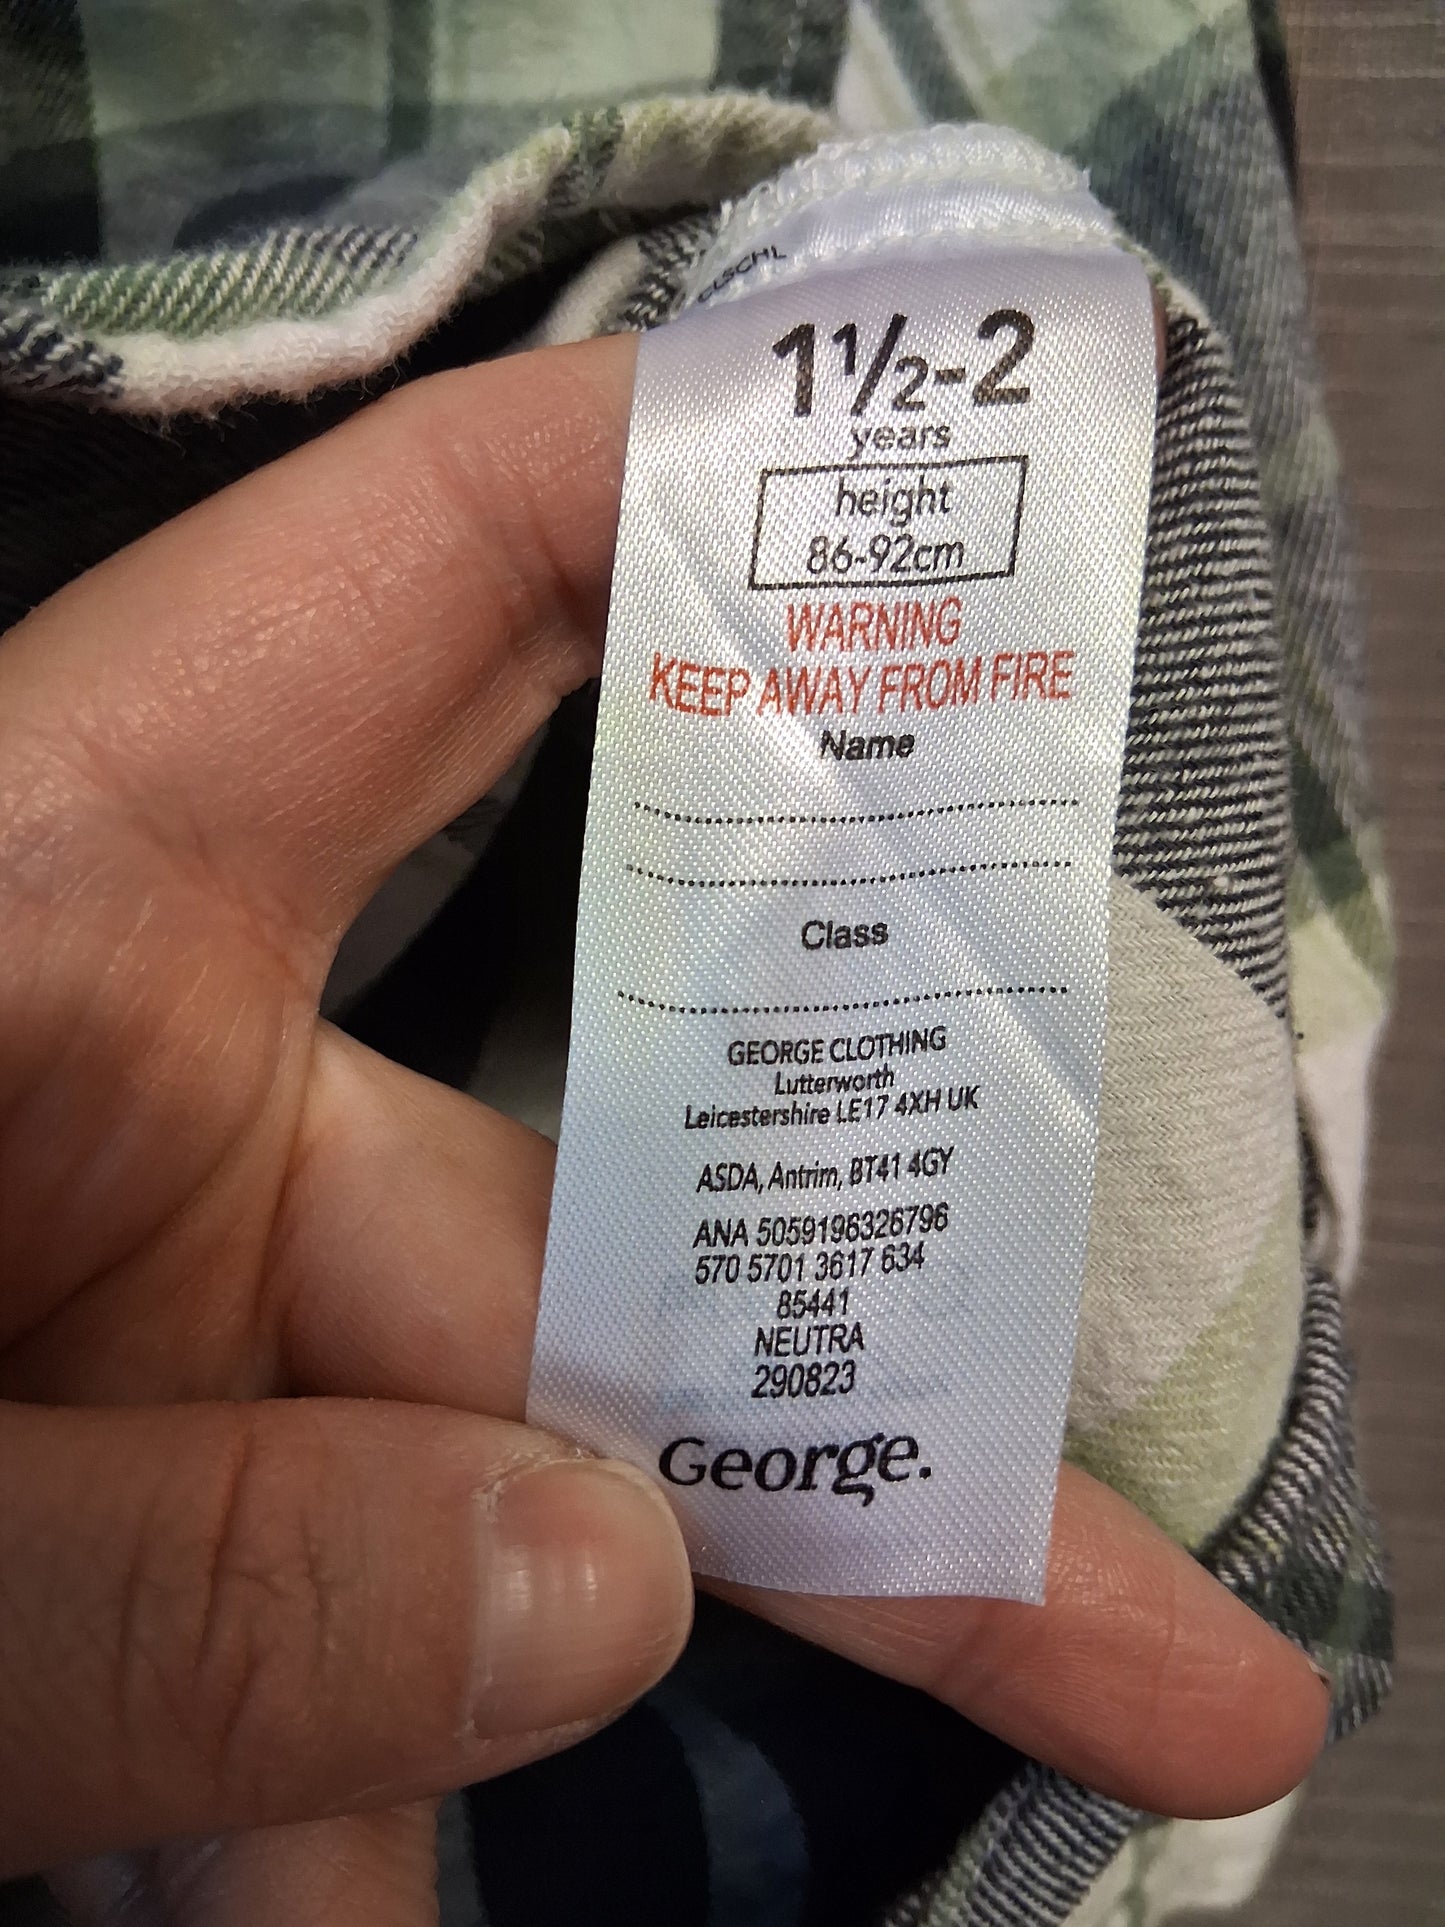 1½-2
years
height
86-92cm
WARNING
KEEP AWAY FROM FIRE
Name
Class
GEORGE CLOTHING
Lutterworth
Leicestershire LE17 4XH UK
ASDA, Antrim, BT41 4GY
ANA 5059196326796
570 5701 3617 634
85441
NEUTRA
290823
George.